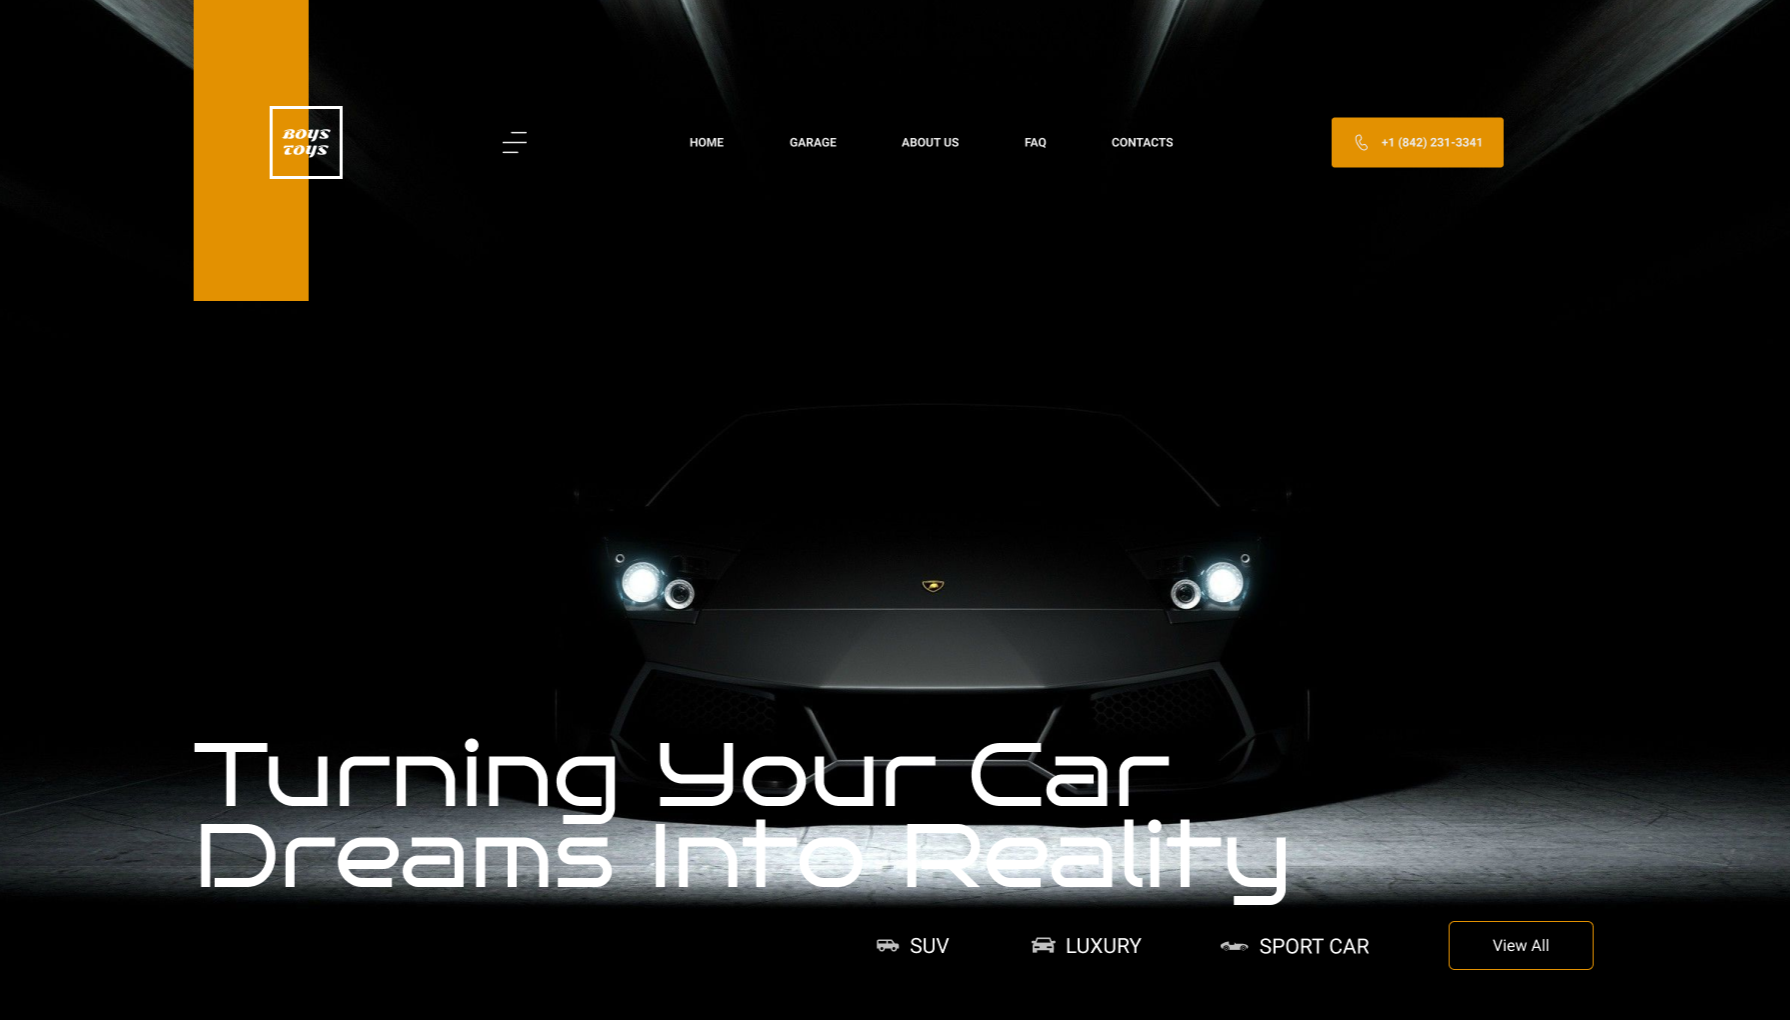 BOYS
TOYS
HOME
GARAGE
ABOUT US
FAQ
CONTACTS
+1 (842) 231-3341
Turning Your Car
Dreams Into Reality
SUV
LUXURY
SPORT CAR
View All